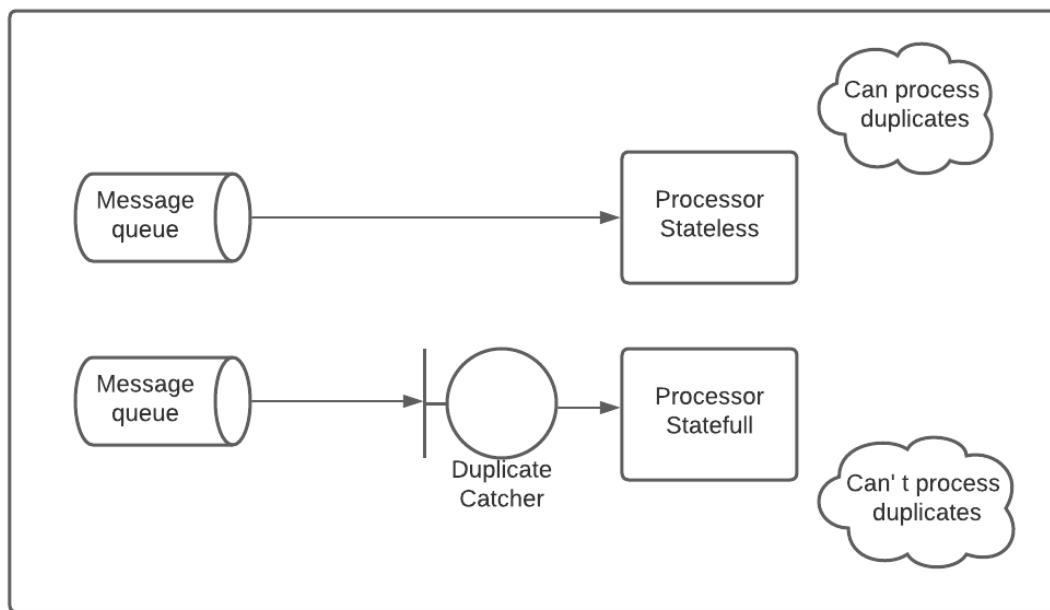 Can process
duplicates
Message
queue
Processor
Stateless
Message
queue
Duplicate
Catcher
Processor
Statefull
Can' t process
duplicates